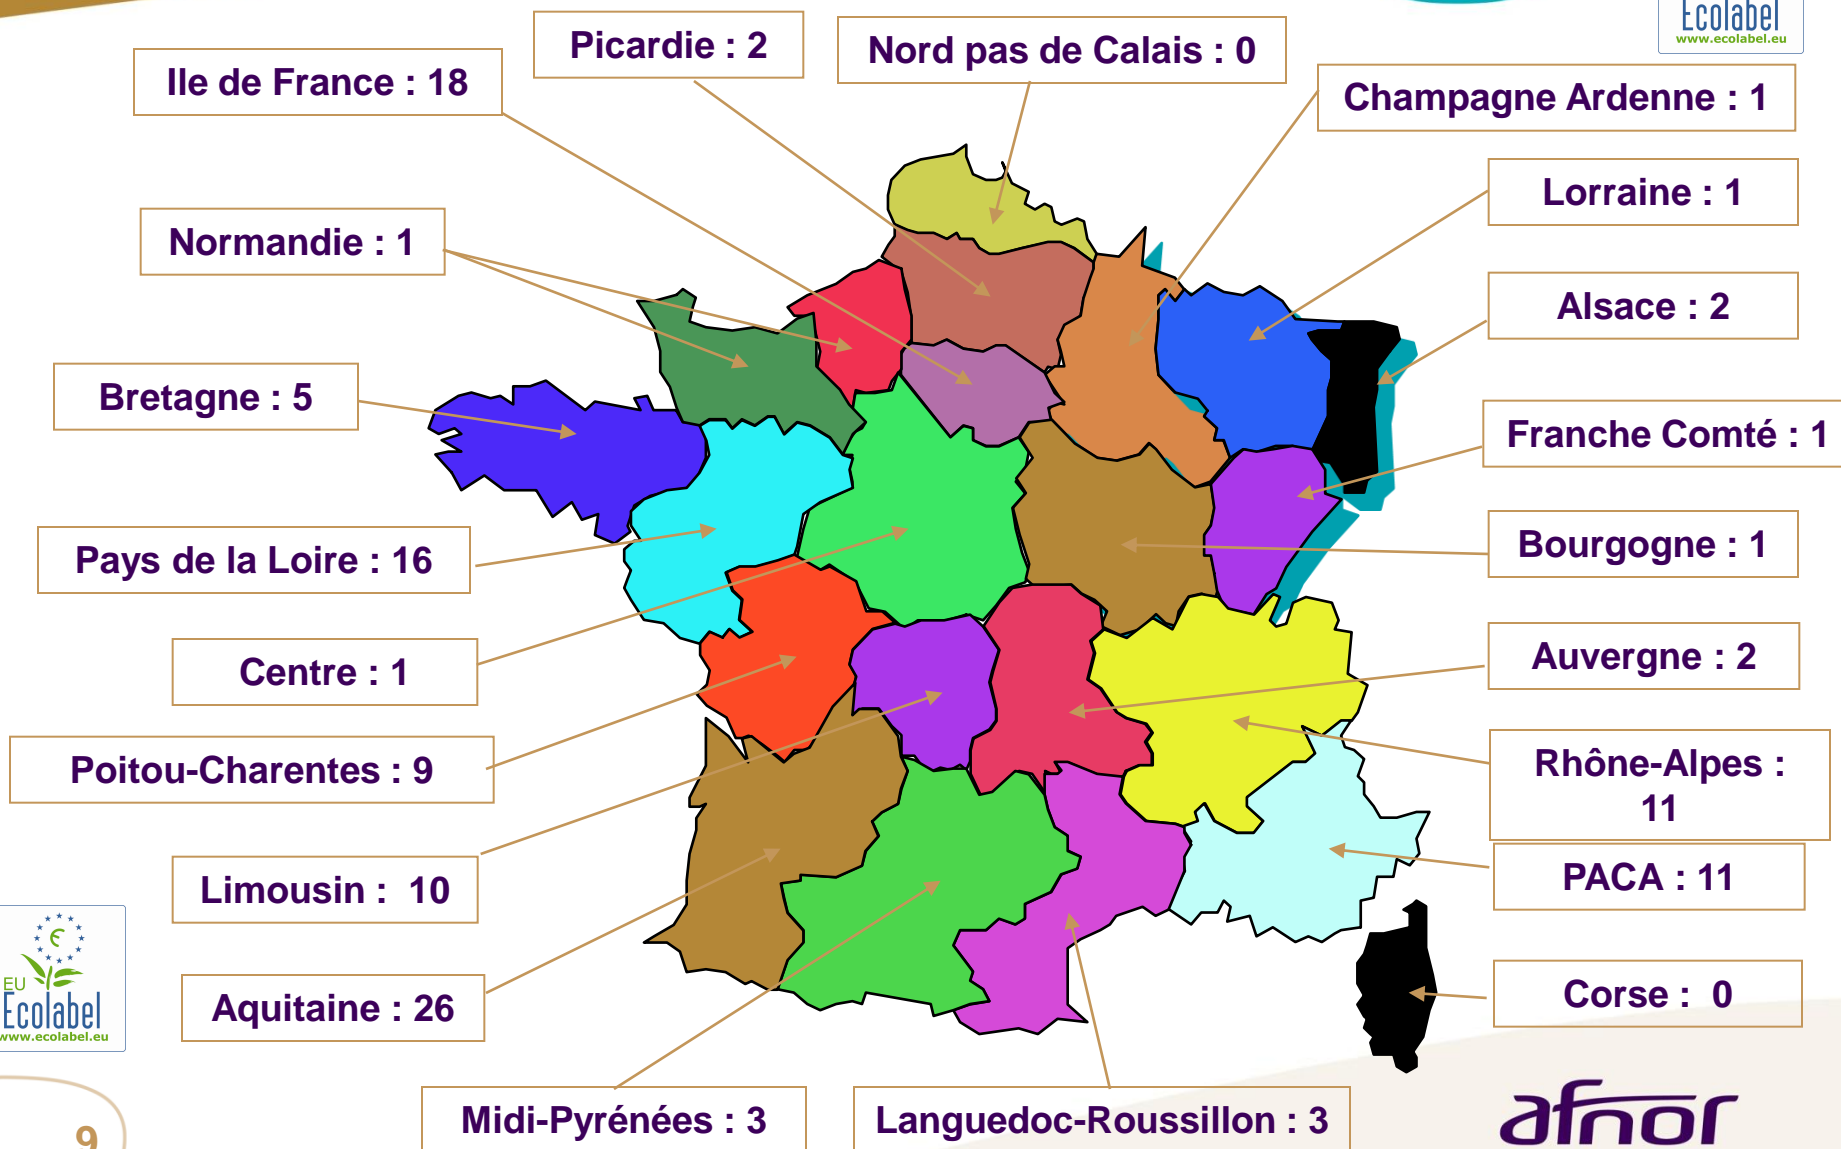 Ecolabel
www.ecolabel.eu
Picardie : 2
Nord pas de Calais : 0
Ile de France : 18
Champagne Ardenne : 1
Lorraine : 1
Normandie : 1
Alsace : 2
Bretagne : 5
Franche Comté : 1
Bourgogne : 1
Pays de la Loire : 16
Auvergne : 2
Centre : 1
Rhône-Alpes :
11
Poitou-Charentes : 9
PACA : 11
Limousin : 10
EU
Ecolabel
www.ecolabel.eu
Aquitaine : 26
Corse : 0
Midi-Pyrénées : 3
Languedoc-Roussillon : 3
afnor
9